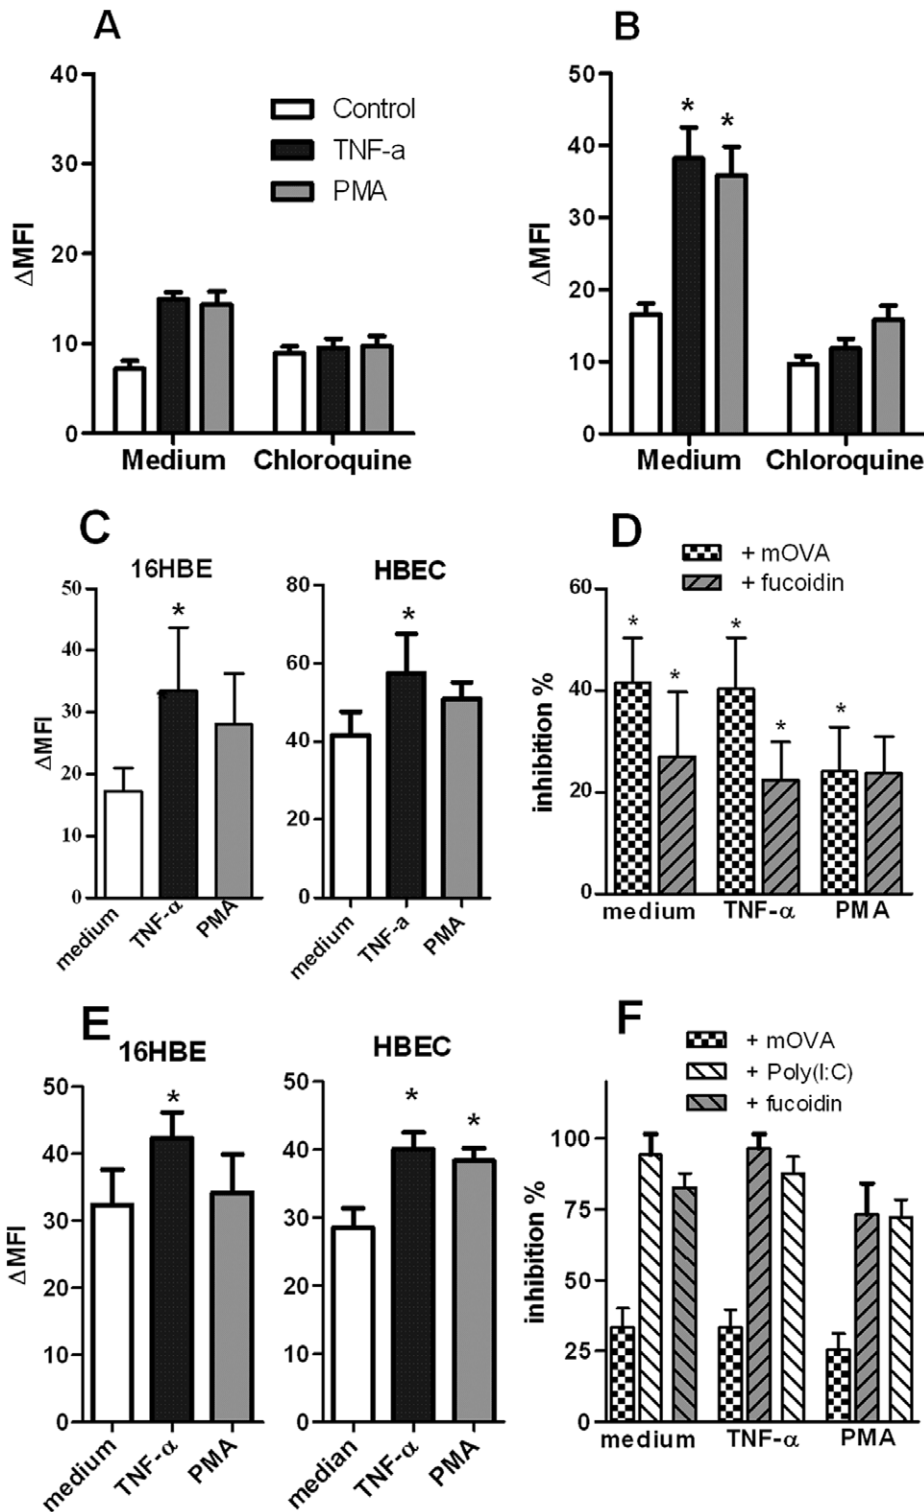 A
40
30
20
10
0
ΔMFI
Control
TNF-a
PMA
Medium
Chloroquine
B
50
40
30
20
10
0
ΔMFI
*
*
Medium
Chloroquine
C
16HBE
50
40
30
20
10
0
ΔMFI
*
medium
TNF-α
PMA
HBEC
80
60
40
20
0
*
medium
TNF-a
PMA
D
+ mOVA
+ fucoidin
60
40
20
0
inhibition %
*
*
*
*
*
medium
TNF-α
PMA
E
16HBE
50
40
30
20
10
0
ΔMFI
*
medium
TNF-α
PMA
HBEC
50
40
30
20
10
0
*
*
median
TNF-α
PMA
F
+ mOVA
+ Poly(I:C)
+ fucoidin
100
75
50
25
0
inhibition %
medium
TNF-α
PMA